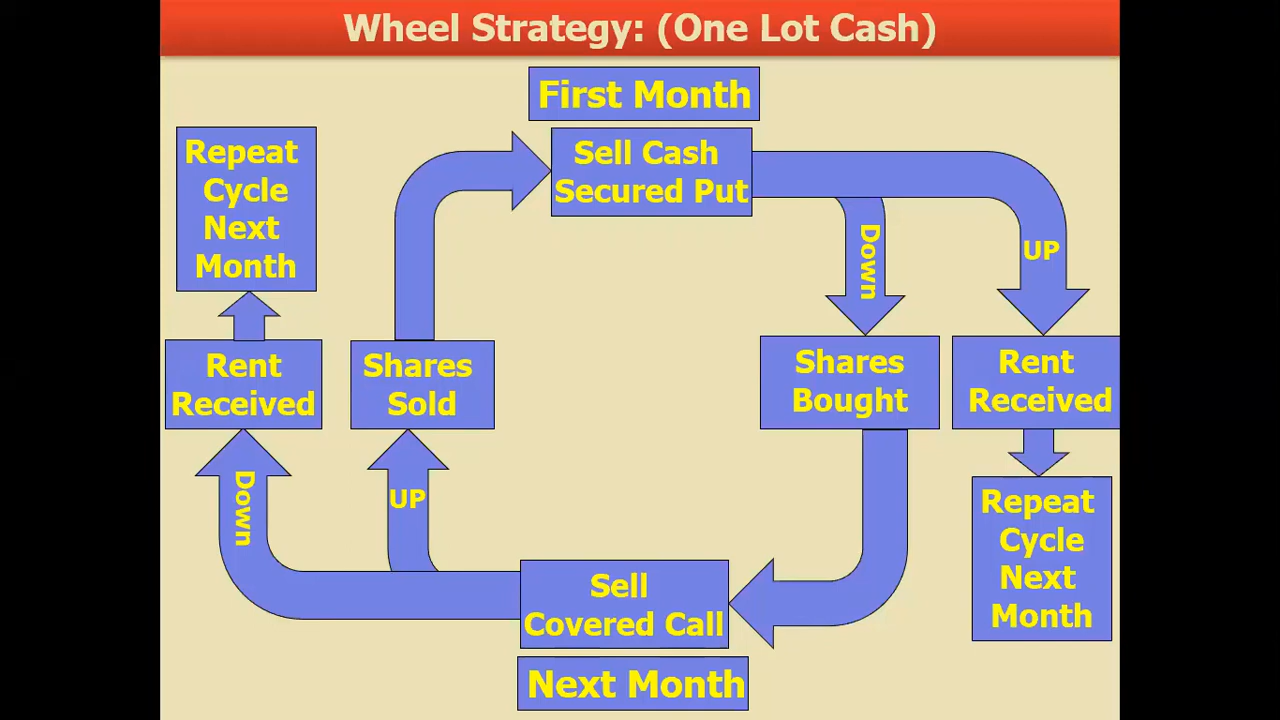 Wheel Strategy: (One Lot Cash)
First Month
Sell Cash
Secured Put
Repeat
Cycle
Next
Month
Down
UP
Rent
Received
Shares
Sold
Shares
Bought
Rent
Received
Down
UP
Repeat
Cycle
Next
Month
Sell
Covered Call
Next Month